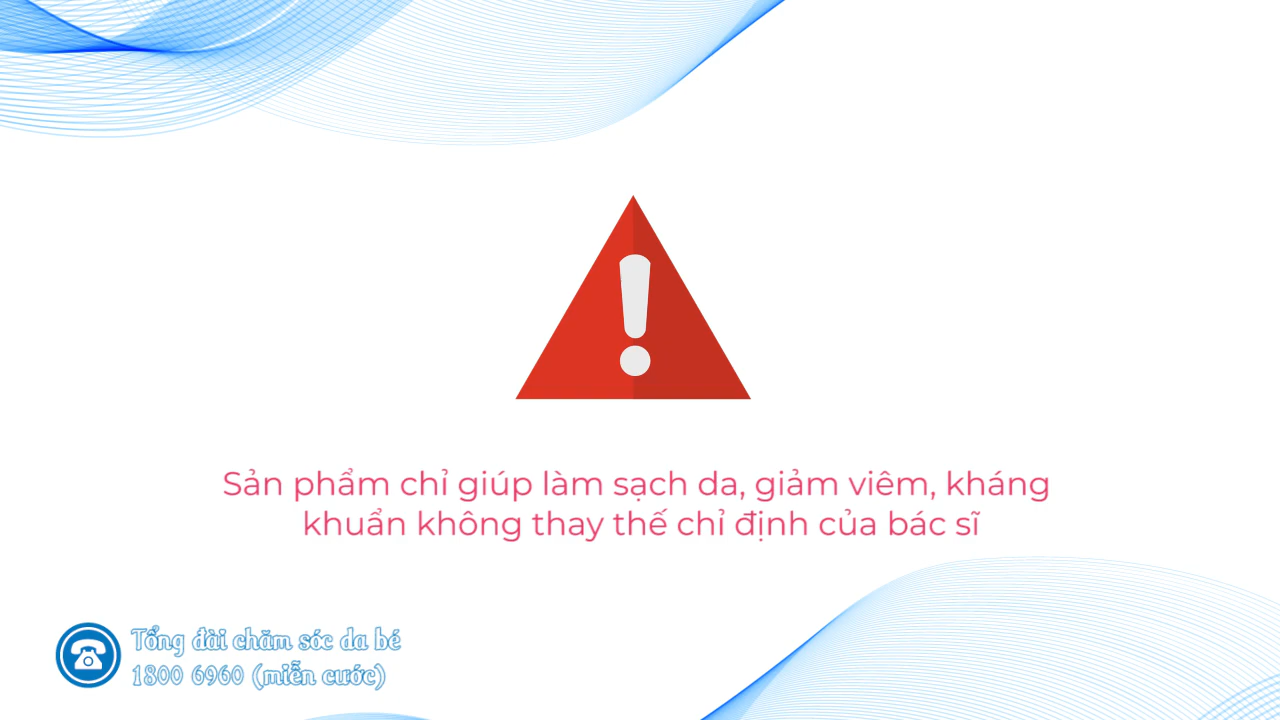 Sản phẩm chỉ giúp làm sạch da, giảm viêm, kháng
khuẩn không thay thế chỉ định của bác sĩ
Tổng đài chăm sóc da bé
1800 6960 (miễn cước)